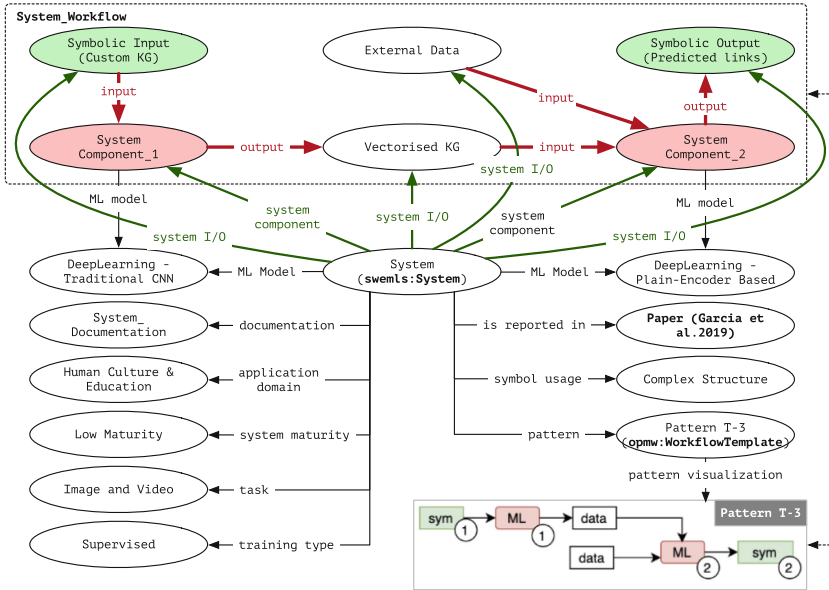 System_Workflow
Symbolic Input
(Custom KG)
External Data
Symbolic Output
(Predicted links)
input
input
output
System
Component_1
output
Vectorised KG
input
System
Component_2
system I/O
ML model
ML model
system
component
system I/O
system
component
system I/O
system I/O
DeepLearning -
Traditional CNN
ML Model
System
(swemls:System)
ML Model
DeepLearning -
Plain-Encoder Based
System_
Documentation
documentation
is reported in
Paper (Garcia et
al.2019)
Human Culture &
Education
application
domain
symbol usage
Complex Structure
Low Maturity
system maturity
pattern
Pattern T-3
(opmw:WorkflowTemplate)
pattern visualization
Image and Video
task
Supervised
training type
Pattern T-3
sym
1
ML
1
data
data
ML
2
sym
2